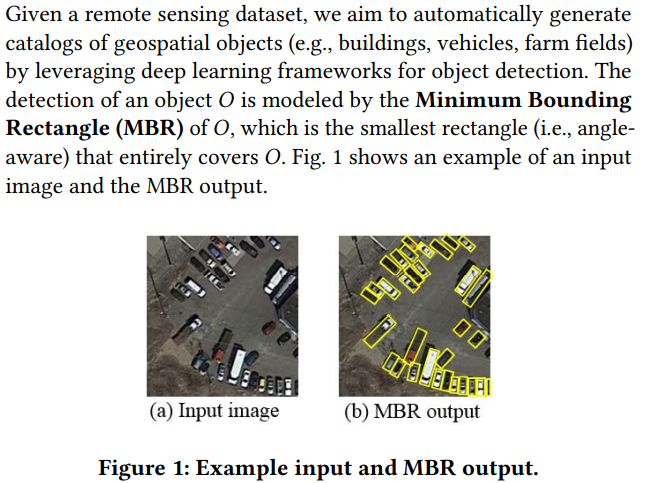 Given a remote sensing dataset, we aim to automatically generate
catalogs of geospatial objects (e.g., buildings, vehicles, farm fields)
by leveraging deep learning frameworks for object detection. The
detection of an object O is modeled by the Minimum Bounding
Rectangle (MBR) of O, which is the smallest rectangle (i.e., angle-
aware) that entirely covers O. Fig. 1 shows an example of an input
image and the MBR output.
(a) Input image
(b) MBR output
Figure 1: Example input and MBR output.